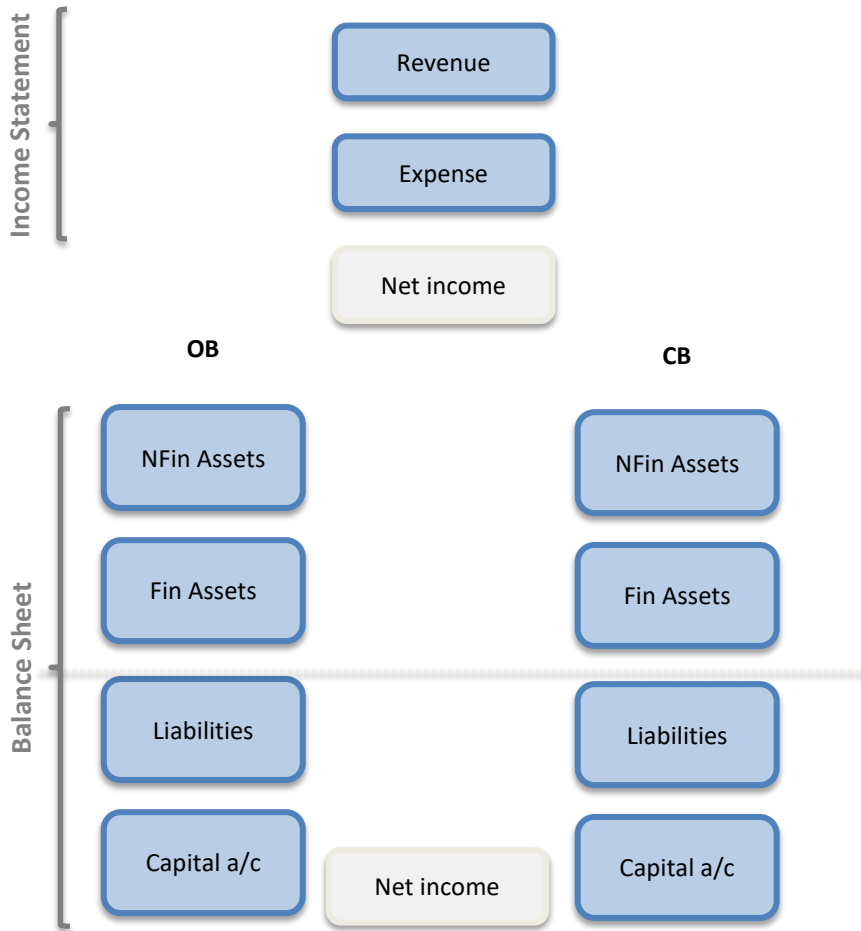 Income Statement
Revenue
Expense
Net income
OB
CB
Balance Sheet
NFin Assets
NFin Assets
Fin Assets
Fin Assets
Liabilities
Liabilities
Capital a/c
Net income
Capital a/c